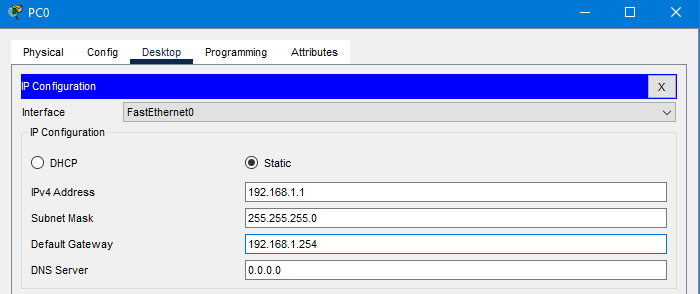 PC0
Physical Config Desktop Programming Attributes
IP Configuration X
Interface FastEthernet0
IP Configuration
DHCP Static
IPv4 Address 192.168.1.1
Subnet Mask 255.255.255.0
Default Gateway 192.168.1.254
DNS Server 0.0.0.0